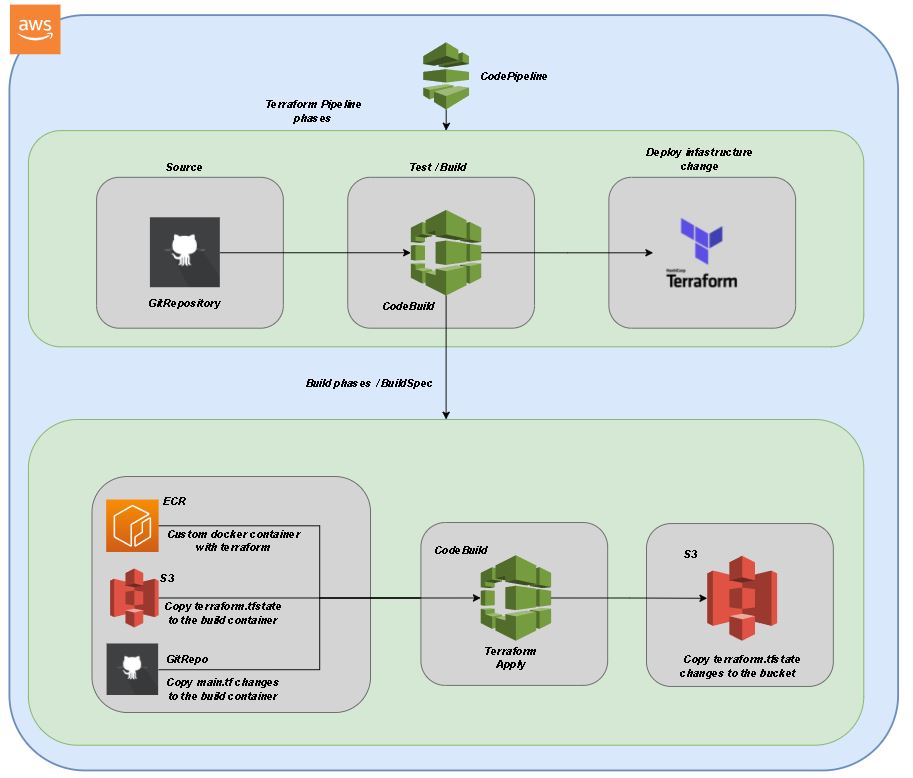 aws
CodePipeline
Terraform Pipeline
phases
Source
Test / Build
Deploy infastructure
change
GitRepository
CodeBuild
HashiCorp
Terraform
Build phases / BuildSpec
ECR
Custom docker container
with terraform
S3
Copy terraform.tfstate
to the build container
GitRepo
Copy main.tf changes
to the build container
CodeBuild
Terraform
Apply
S3
Copy terraform.tfstate
changes to the bucket